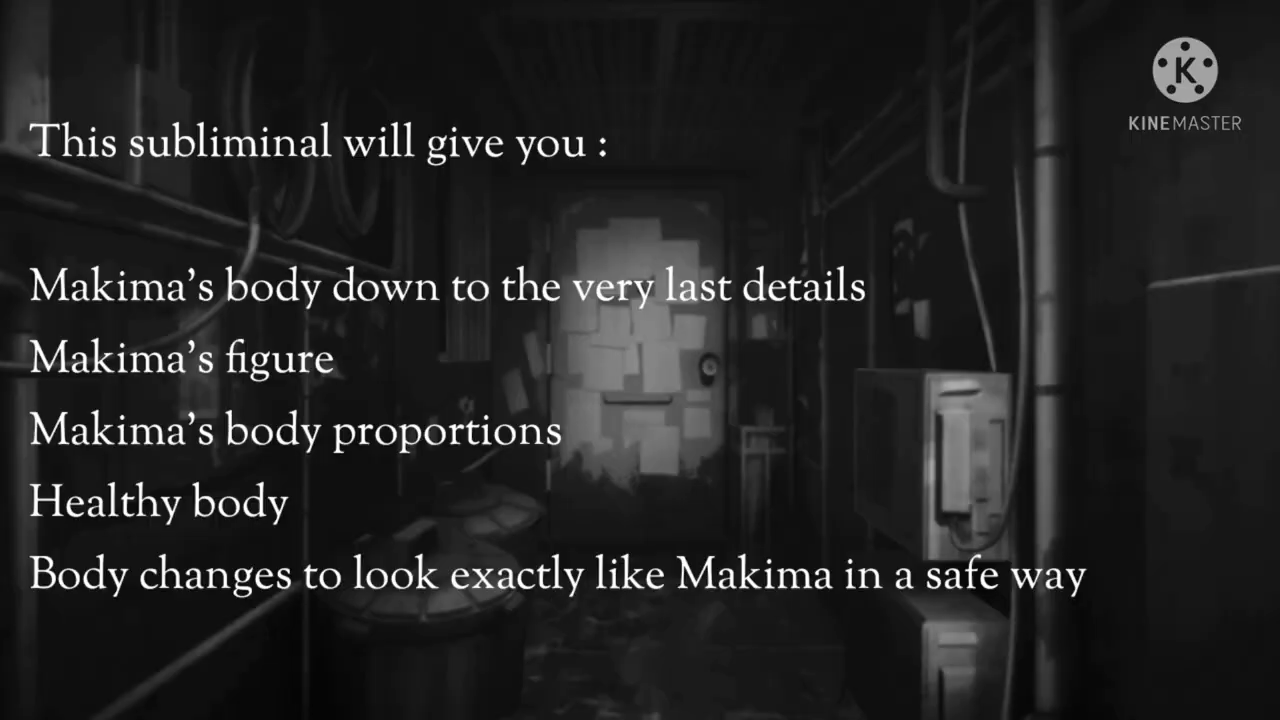 This subliminal will give you :
Makima's body down to the very last details
Makima's figure
Makima's body proportions
Healthy body
Body changes to look exactly like Makima in a safe way
K
KINEMASTER